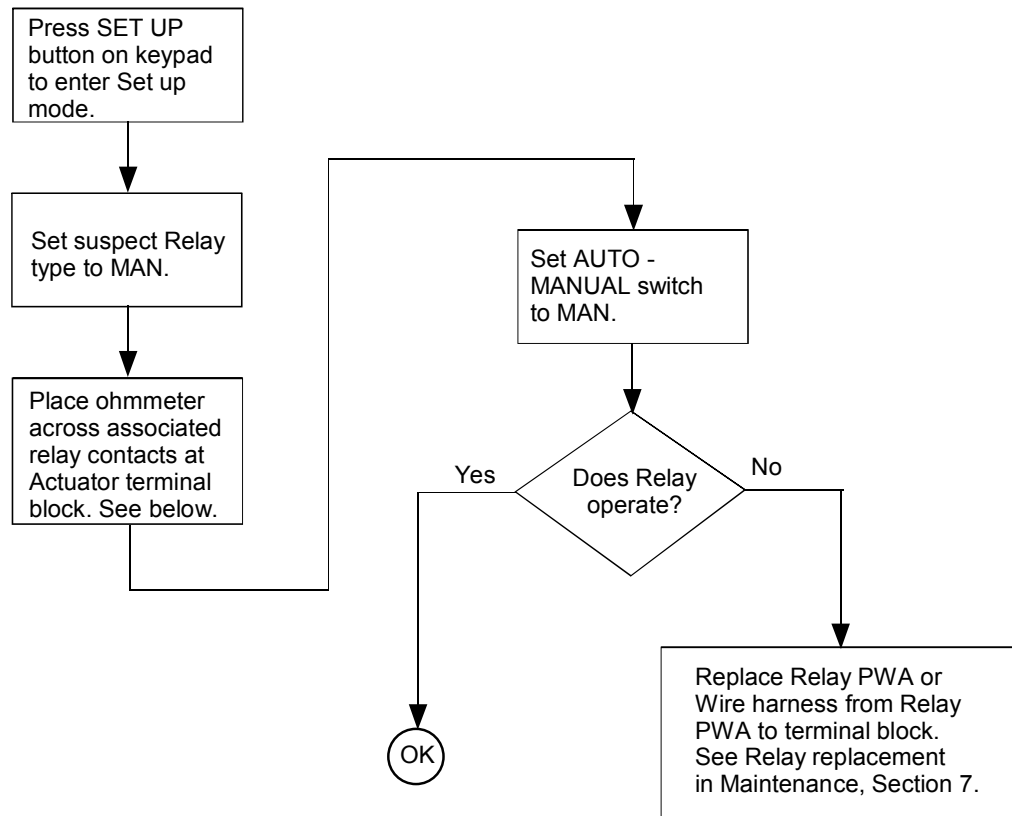 Press SET UP
button on keypad
to enter Set up
mode.
Set suspect Relay
type to MAN.
Place ohmmeter
across associated
relay contacts at
Actuator terminal
block. See below.
Set AUTO -
MANUAL switch
to MAN.
Does Relay
operate?
Yes
No
OK
Replace Relay PWA or
Wire harness from Relay
PWA to terminal block.
See Relay replacement
in Maintenance, Section 7.